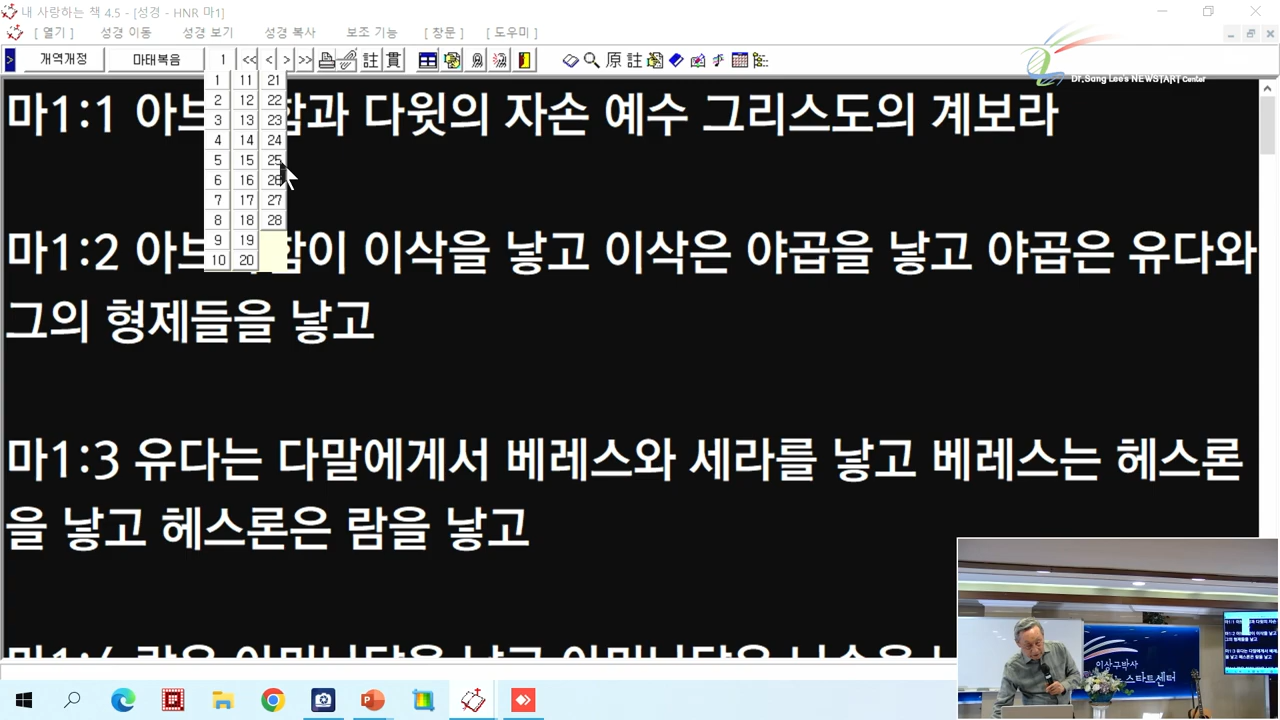 내 사랑하는 책 4.5 - [성경 - HNR 마1]
[ 열기 ] 성경 이동 성경 보기 성경 복사 보조 기능 [ 창문 ] [ 도우미 ]
개역개정 마태복음 1 << < > >> 註 貫 原 註
1 11 21
2 12 22
3 13 23
4 14 24
5 15 25
6 16 26
7 17 27
8 18 28
9 19
10 20
Dr.Sang Lee's NEWSTART Center
마1:1 아브 함과 다윗의 자손 예수 그리스도의 계보라
마1:2 아브 함이 이삭을 낳고 이삭은 야곱을 낳고 야곱은 유다와
그의 형제들을 낳고
마1:3 유다는 다말에게서 베레스와 세라를 낳고 베레스는 헤스론
을 낳고 헤스론은 람을 낳고
이상구박사
뉴스타트센터